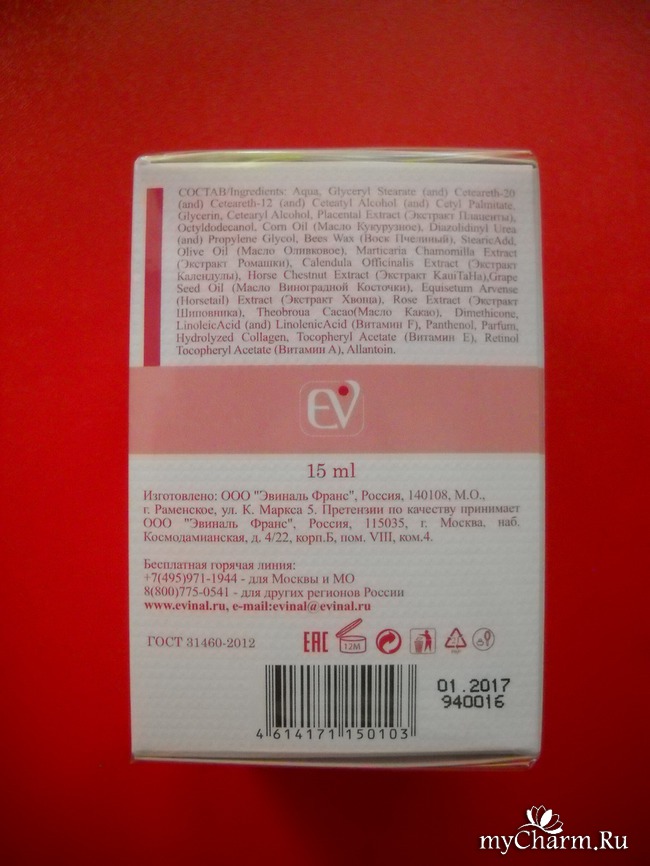 СОСТАВ/Ingredients: Aqua, Glyceryl Stearate (and) Ceteareth-20
(and) Ceteareth-12 (and) Ceteatyl Alcohol (and) Cetyl Palmitate,
Glycerin, Cetearyl Alcohol, Placental Extract (Экстракт Плаценты),
Octyldodecanol, Corn Oil (Масло Кукурузное), Diazolidinyl Urea
(and) Propylene Glycol, Bees Wax (Воск Пчелиный), StearicAdd,
Olive Oil (Масло Оливковое), Marticaria Chamomilla Extract
(Экстракт Ромашки), Calendula Officinalis Extract (Экстракт
Календулы), Horse Chestnut Extract (Экстракт КашТаНа),Grape
Seed Oil (Масло Виноградной Косточки), Equisetum Arvense
(Horsetail) Extract (Экстракт Хвоща), Rose Extract (Экстракт
Шиповника), Theobroua Cacao(Масло Какао), Dimethicone,
LinoleicAcid (and) LinolenicAcid (Витамин F), Panthenol, Parfum,
Hydrolyzed Collagen, Tocopheryl Acetate (Витамин E), Retinol
Tocopheryl Acetate (Витамин A), Allantoin.
EV
15 ml
Изготовлено: ООО "Эвиналь Франс", Россия, 140108, М.О.,
г. Раменское, ул. К. Маркса 5. Претензии по качеству принимает
ООО "Эвиналь Франс", Россия, 115035, г. Москва, наб.
Космодамианская, д. 4/22, корп.Б, пом. VIII, ком.4.
Бесплатная горячая линия:
+7(495)971-1944 - для Москвы и МО
8(800)775-0541 - для других регионов России
www.evinal.ru, e-mail:evinal@evinal.ru
ГОСТ 31460-2012 EAC 12M
01.2017
940016
4 614171 150103
myCharm.Ru